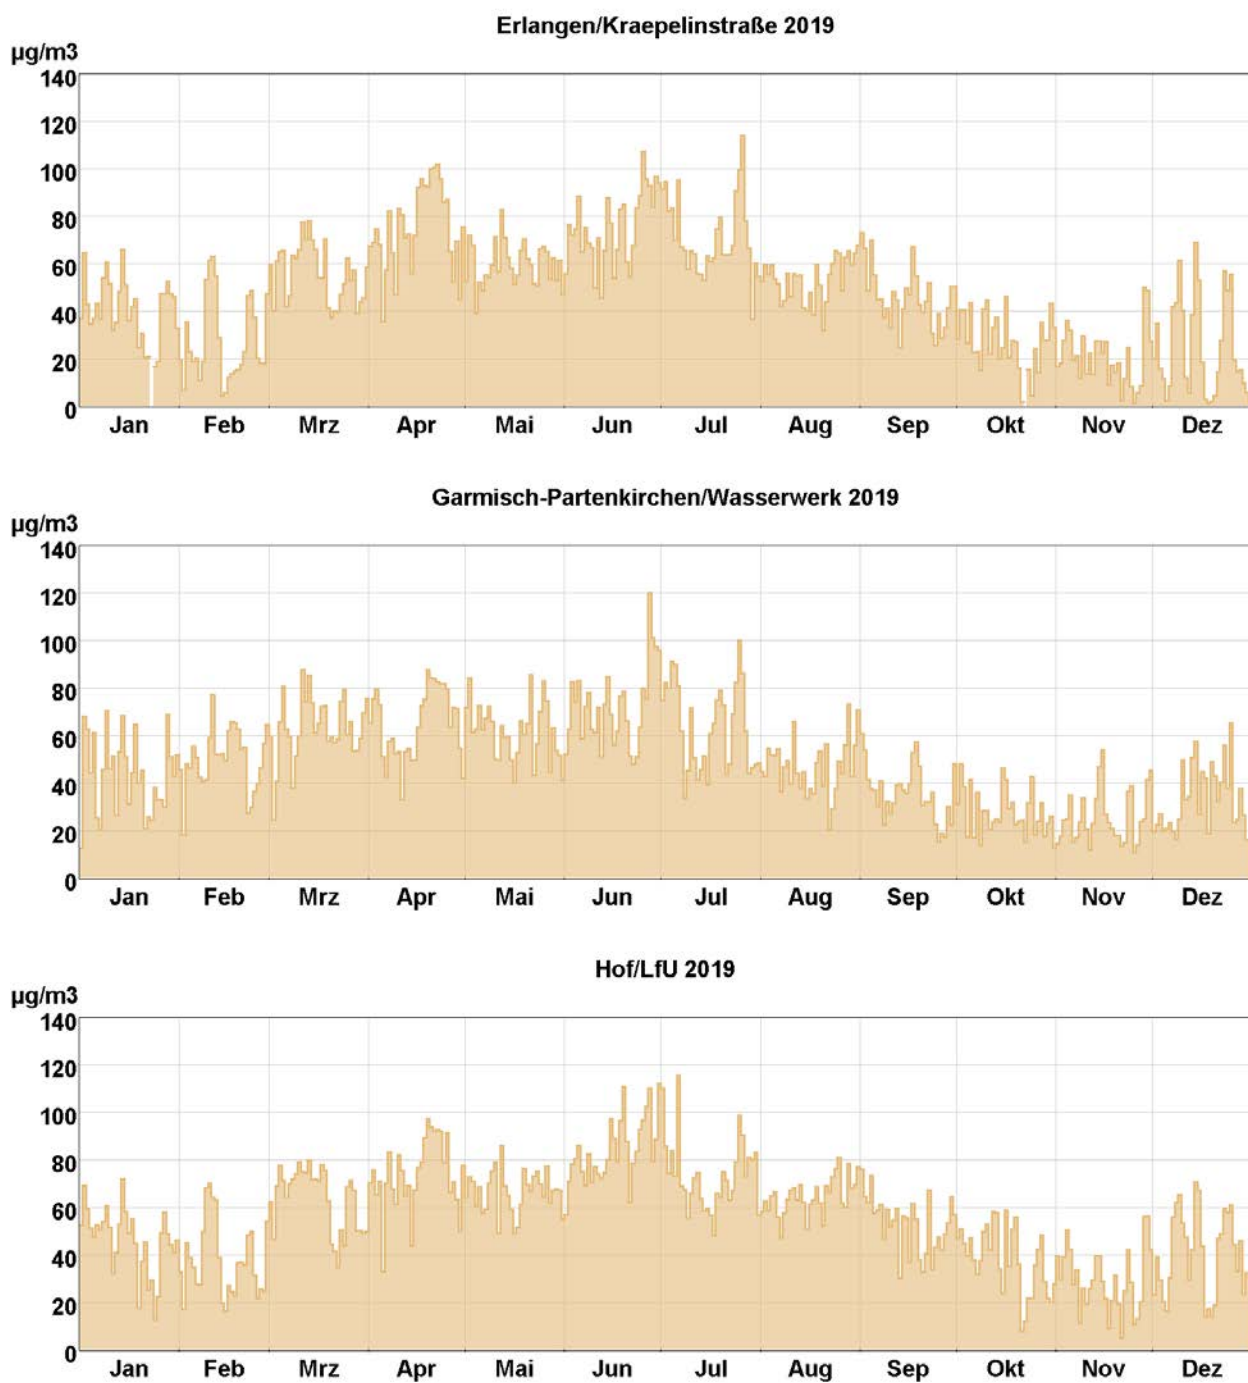 Erlangen/Kraepelinstraße 2019
µg/m3
140
120
100
80
60
40
20
0
Jan Feb Mrz Apr Mai Jun Jul Aug Sep Okt Nov Dez
Garmisch-Partenkirchen/Wasserwerk 2019
µg/m3
140
120
100
80
60
40
20
0
Jan Feb Mrz Apr Mai Jun Jul Aug Sep Okt Nov Dez
Hof/LfU 2019
µg/m3
140
120
100
80
60
40
20
0
Jan Feb Mrz Apr Mai Jun Jul Aug Sep Okt Nov Dez